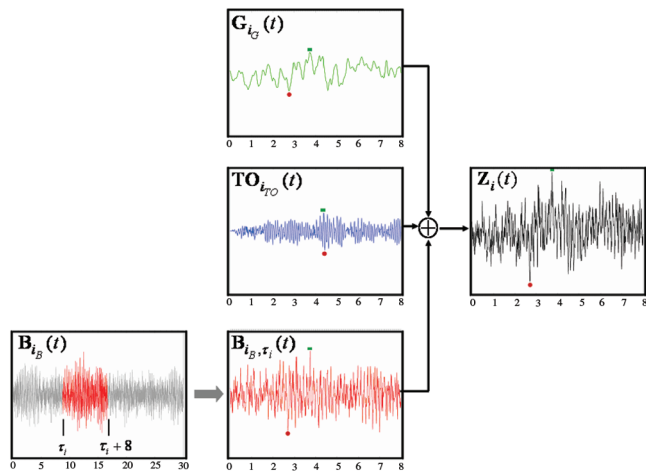 G_{i_G}(t)
0 1 2 3 4 5 6 7 8
TO_{i_{TO}}(t)
0 1 2 3 4 5 6 7 8
Z_i(t)
0 1 2 3 4 5 6 7 8
B_{i_B}(t)
τ_i τ_i + 8
0 5 10 15 20 25 30
B_{i_B, τ_i}(t)
0 1 2 3 4 5 6 7 8